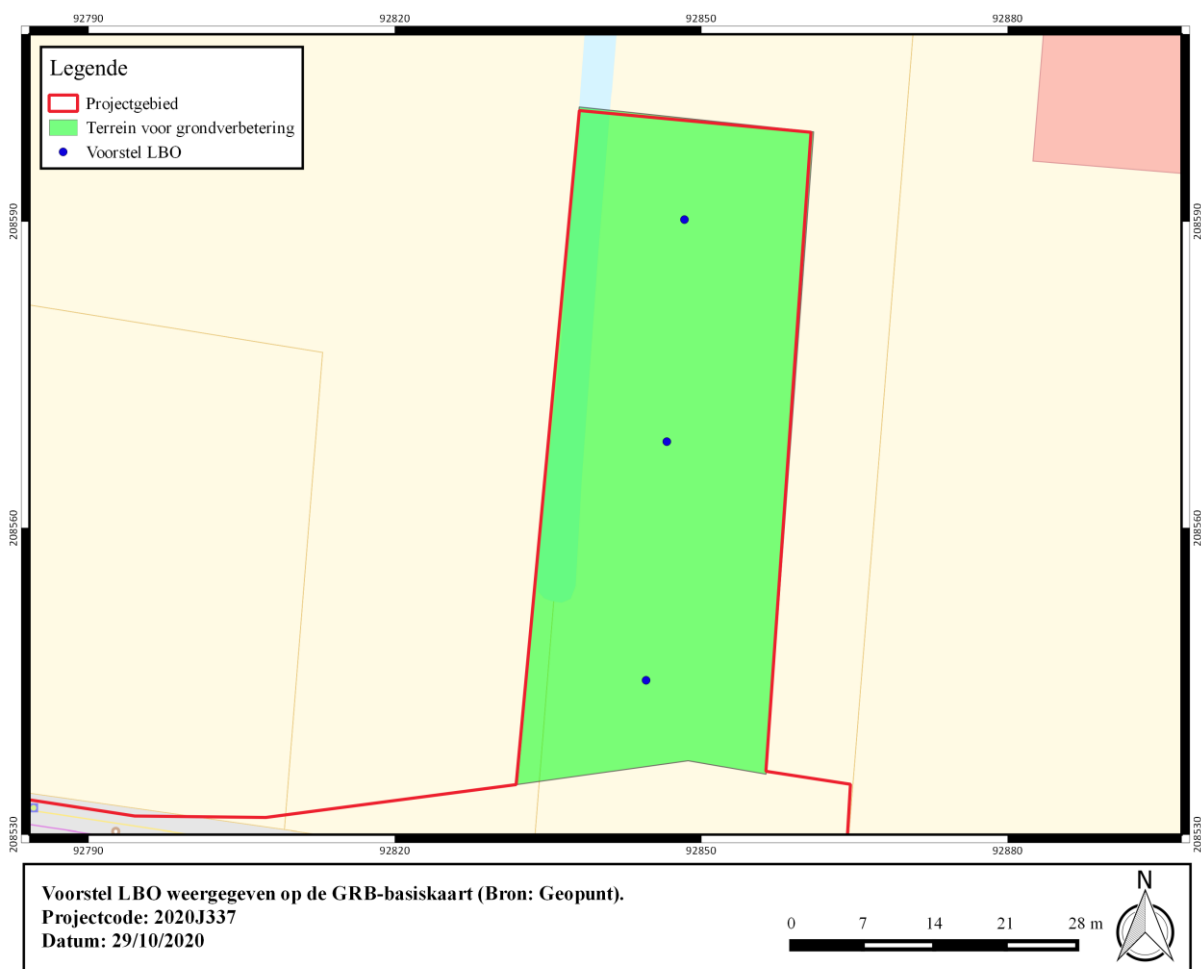 92790 92820 92850 92880
Legende
Projectgebied
Terrein voor grondverbetering
Voorstel LBO
208590 208590
208560 208560
208530 208530
92790 92820 92850 92880
Voorstel LBO weergegeven op de GRB-basiskaart (Bron: Geopunt).
Projectcode: 2020J337
Datum: 29/10/2020
0 7 14 21 28 m
N